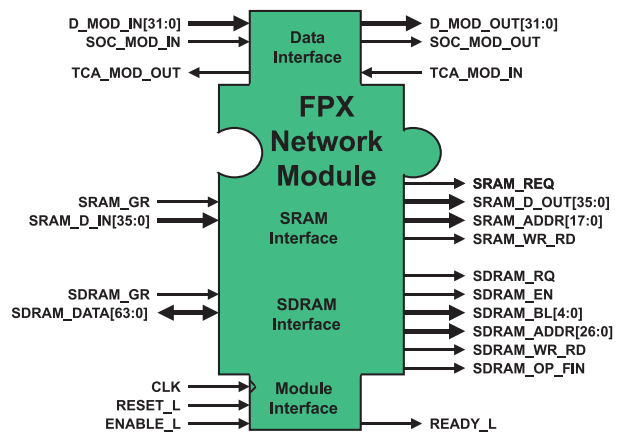 D_MOD_IN[31:0]
SOC_MOD_IN
TCA_MOD_OUT
Data
Interface
D_MOD_OUT[31:0]
SOC_MOD_OUT
TCA_MOD_IN
FPX
Network
Module
SRAM_GR
SRAM_D_IN[35:0]
SRAM
Interface
SRAM_REQ
SRAM_D_OUT[35:0]
SRAM_ADDR[17:0]
SRAM_WR_RD
SDRAM_GR
SDRAM_DATA[63:0]
SDRAM
Interface
SDRAM_RQ
SDRAM_EN
SDRAM_BL[4:0]
SDRAM_ADDR[26:0]
SDRAM_WR_RD
SDRAM_OP_FIN
CLK
RESET_L
ENABLE_L
Module
Interface
READY_L